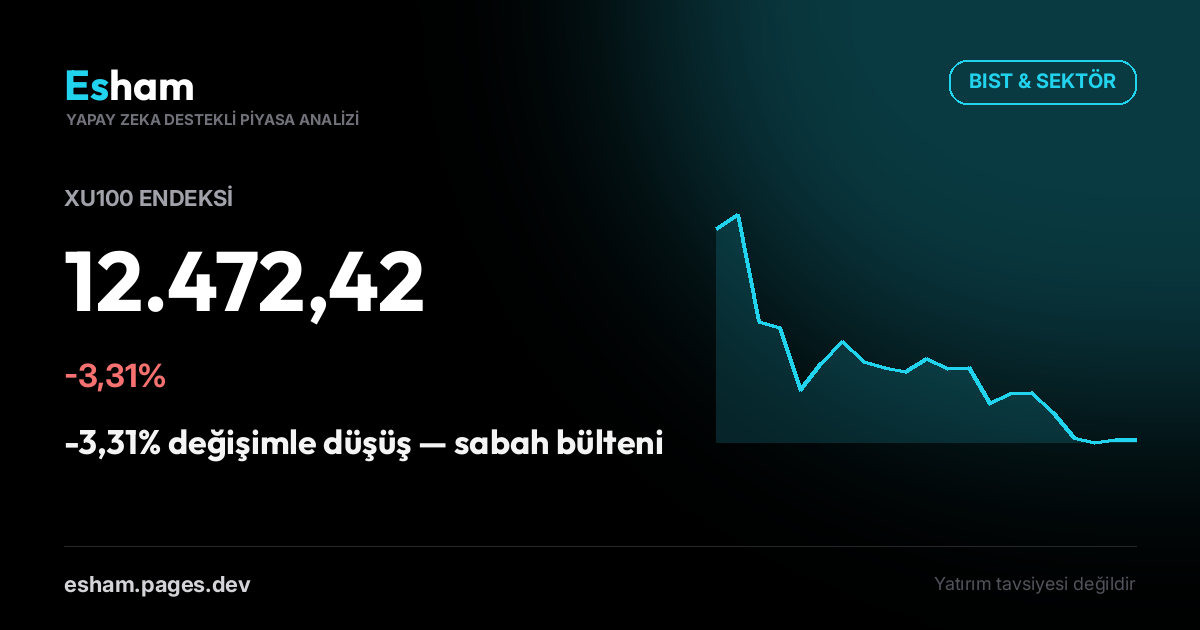 Esham
YAPAY ZEKA DESTEKLİ PİYASA ANALİZİ
BIST & SEKTÖR
XU100 ENDEKSİ
12.472,42
-3,31%
-3,31% değişimle düşüş — sabah bülteni
esham.pages.dev
Yatırım tavsiyesi değildir